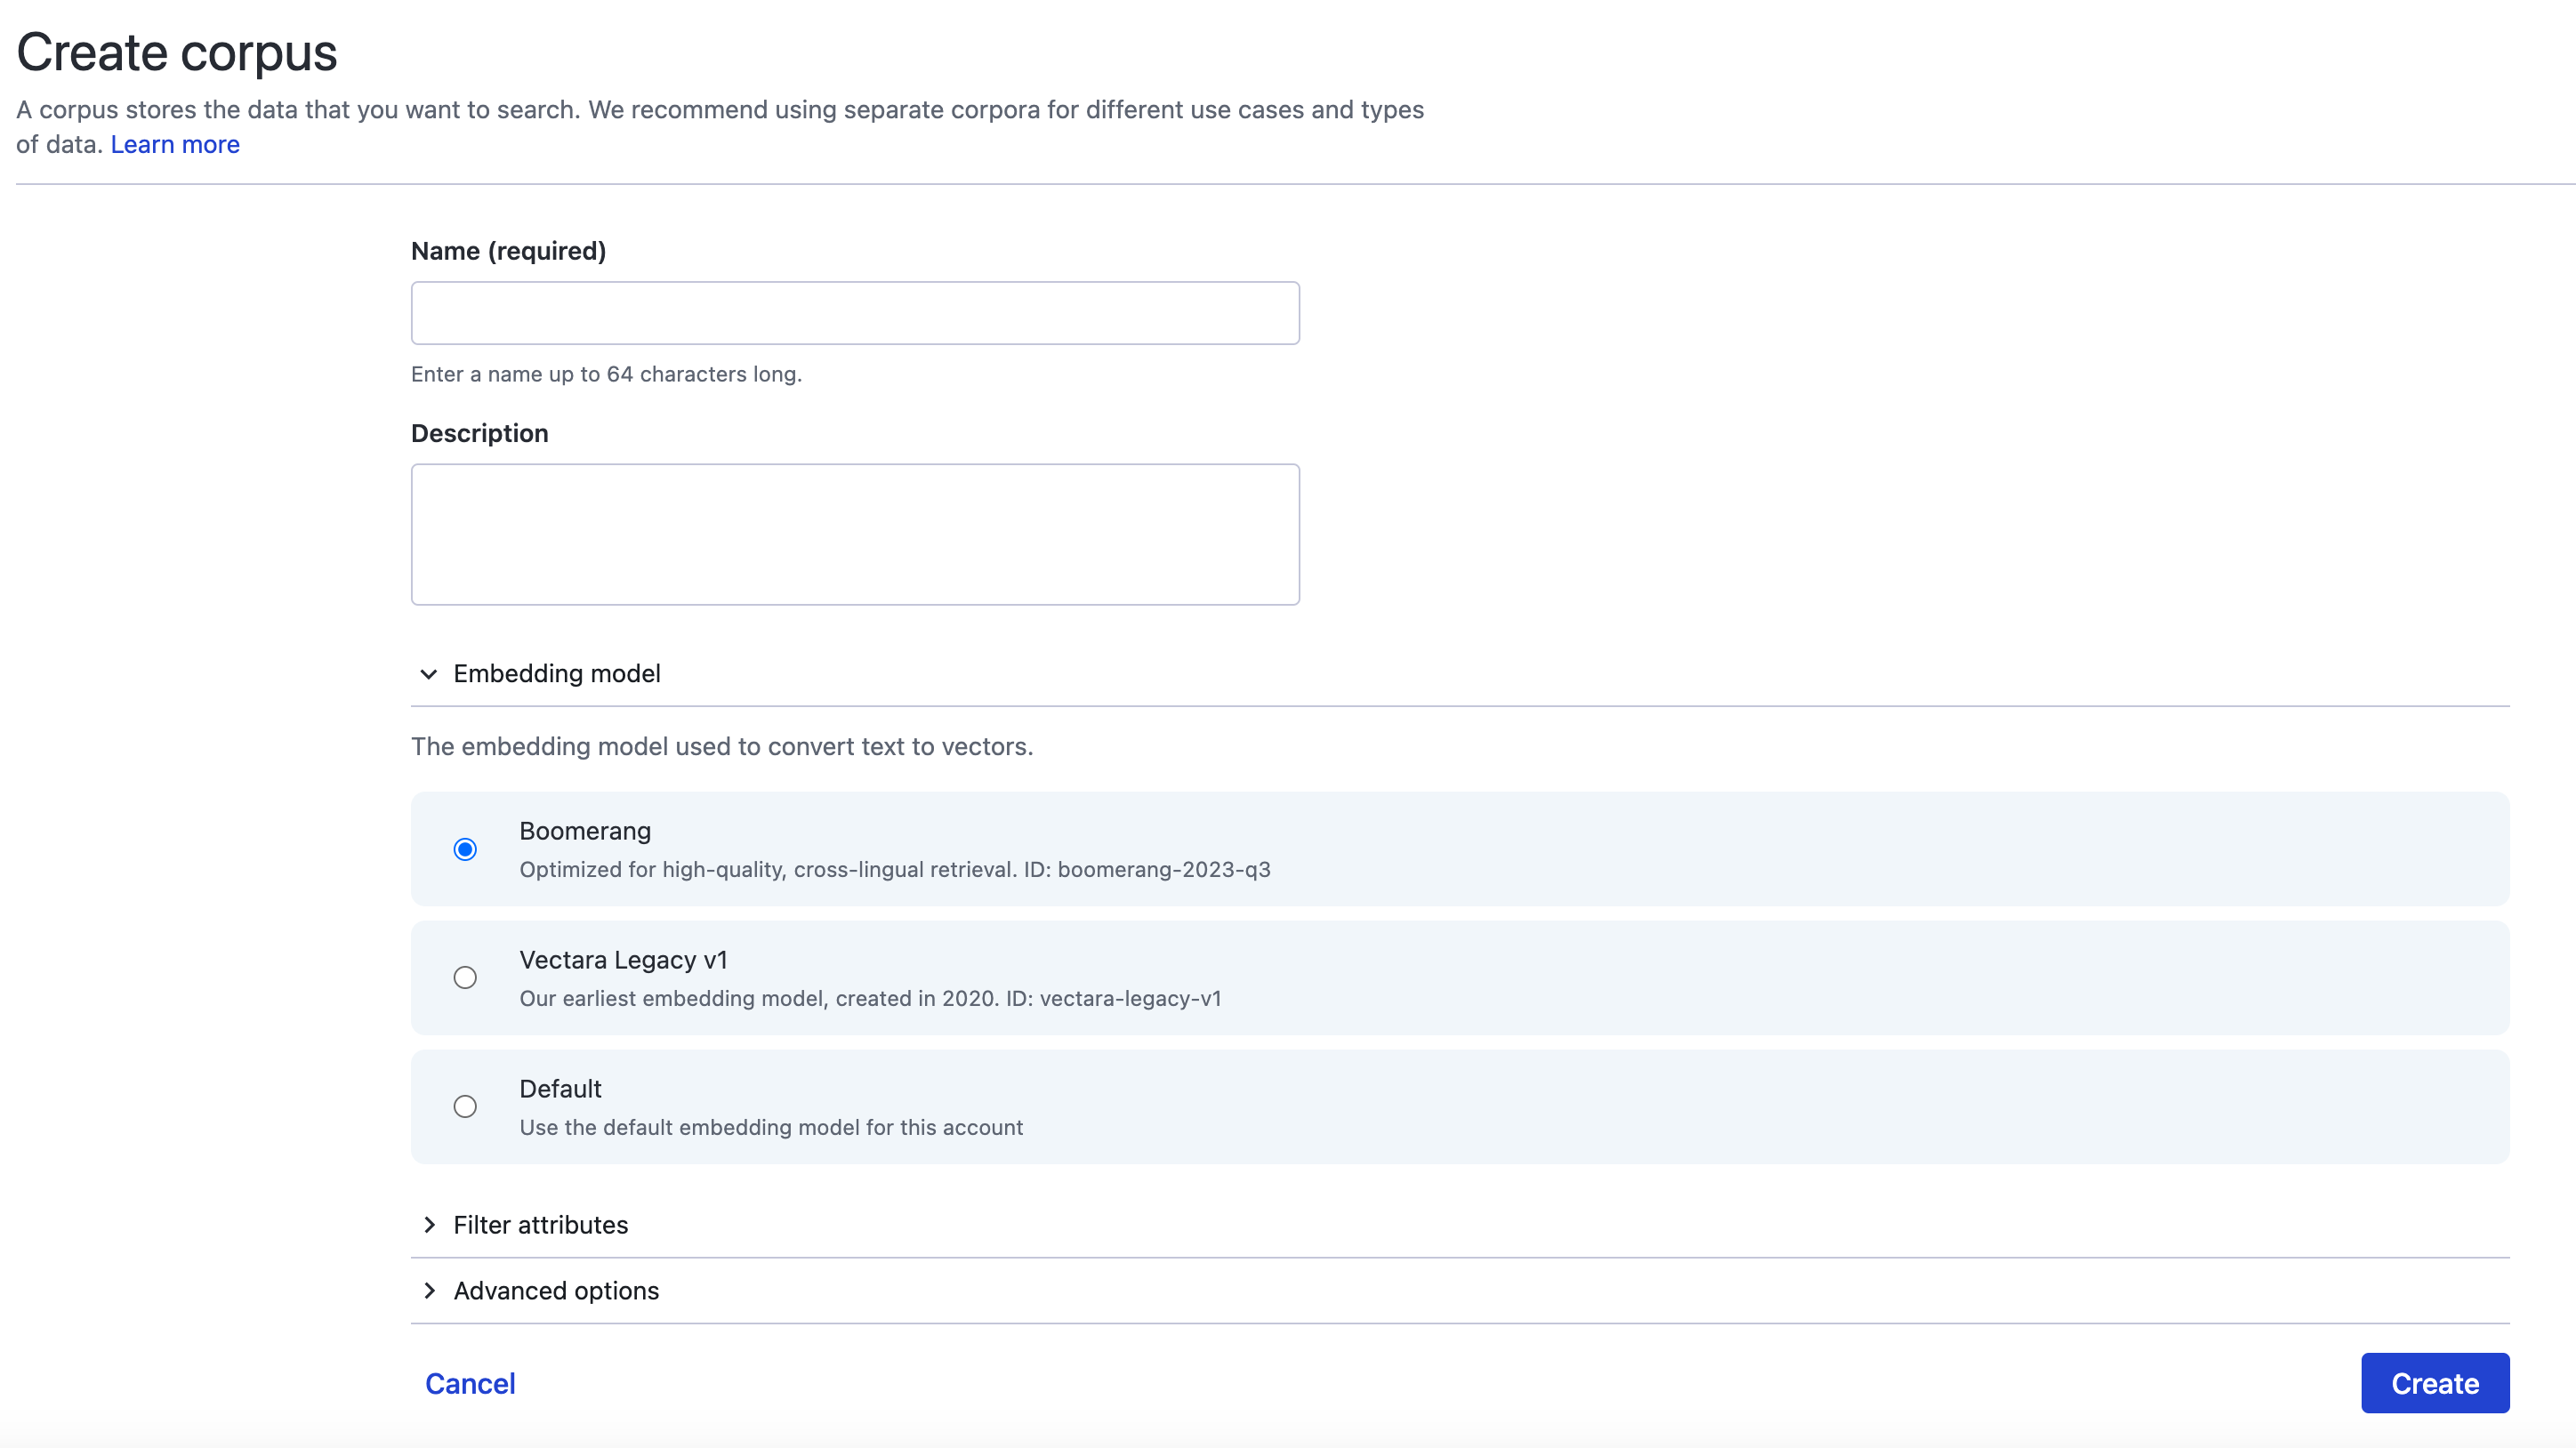 Create corpus
A corpus stores the data that you want to search. We recommend using separate corpora for different use cases and types
of data. Learn more
Name (required)
Enter a name up to 64 characters long.
Description
Embedding model
The embedding model used to convert text to vectors.
Boomerang
Optimized for high-quality, cross-lingual retrieval. ID: boomerang-2023-q3
Vectara Legacy v1
Our earliest embedding model, created in 2020. ID: vectara-legacy-v1
Default
Use the default embedding model for this account
Filter attributes
Advanced options
Cancel
Create